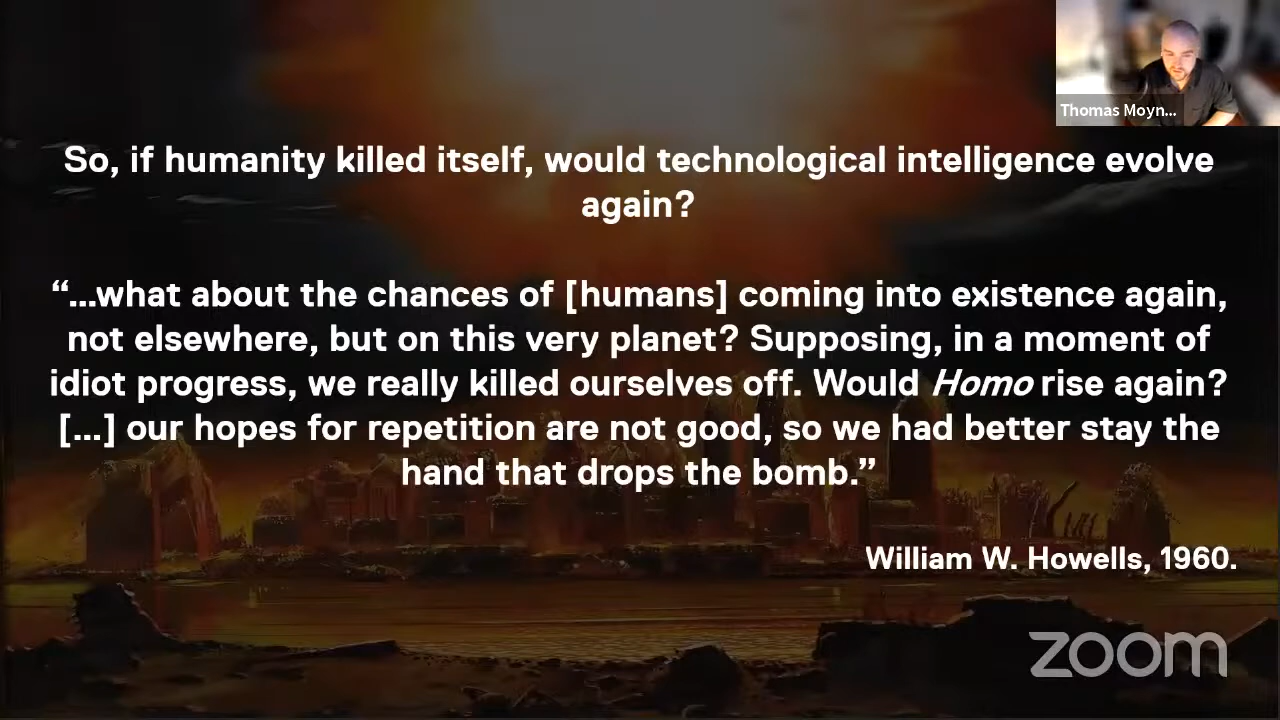 Thomas Moyn...
So, if humanity killed itself, would technological intelligence evolve
again?
“...what about the chances of [humans] coming into existence again,
not elsewhere, but on this very planet? Supposing, in a moment of
idiot progress, we really killed ourselves off. Would Homo rise again?
[...] our hopes for repetition are not good, so we had better stay the
hand that drops the bomb.”
William W. Howells, 1960.
zoom